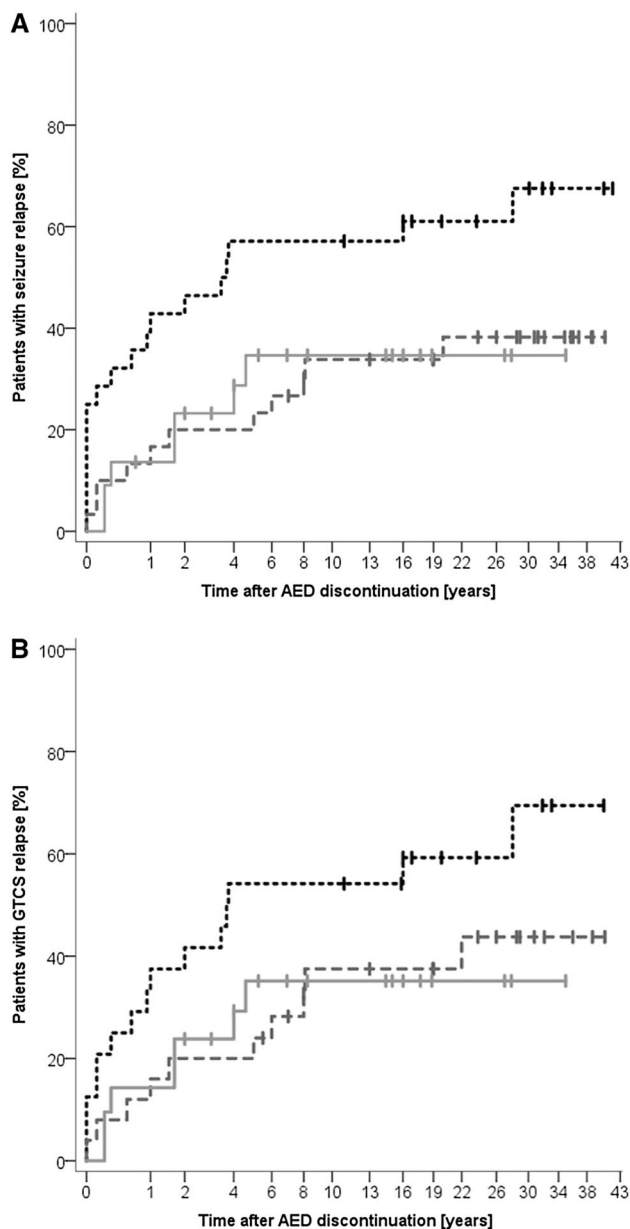 A
Patients with seizure relapse [%]
100
80
60
40
20
0
0 1 2 4 6 8 10 13 16 19 22 26 30 34 38 43
Time after AED discontinuation [years]
B
Patients with GTCS relapse [%]
100
80
60
40
20
0
0 1 2 4 6 8 10 13 16 19 22 26 30 34 38 43
Time after AED discontinuation [years]